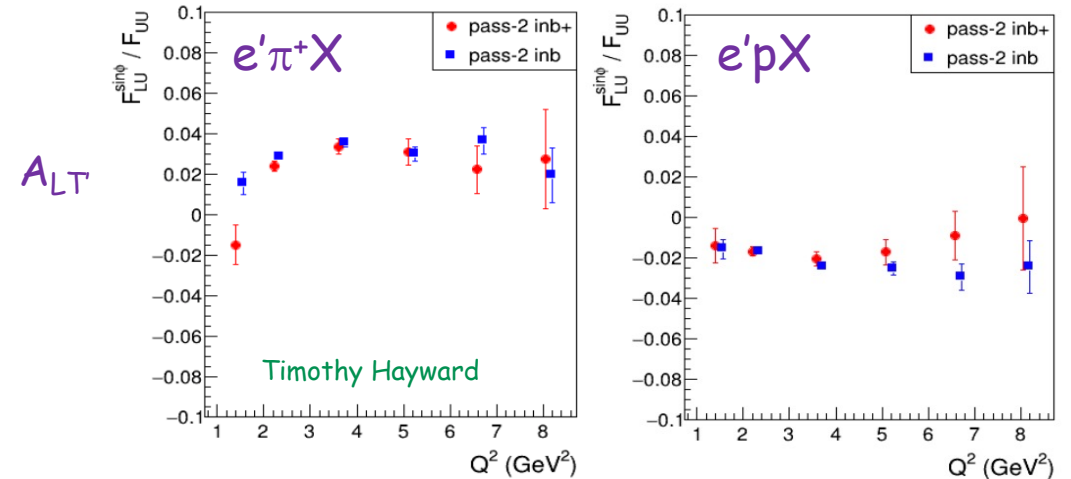 A_LT'
F_LU^sinϕ / F_UU
0.1
0.08
0.06
0.04
0.02
0
−0.02
−0.04
−0.06
−0.08
−0.1
e'π⁺X
pass-2 inb+
pass-2 inb
Timothy Hayward
1 2 3 4 5 6 7 8
Q² (GeV²)
F_LU^sinϕ / F_UU
0.1
0.08
0.06
0.04
0.02
0
−0.02
−0.04
−0.06
−0.08
−0.1
e'pX
pass-2 inb+
pass-2 inb
1 2 3 4 5 6 7 8
Q² (GeV²)